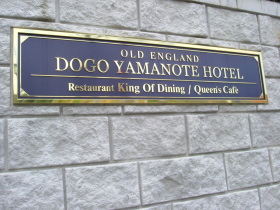 OLD ENGLAND
DOGO YAMANOTE HOTEL
Restaurant King Of Dining / Queen's Cafe